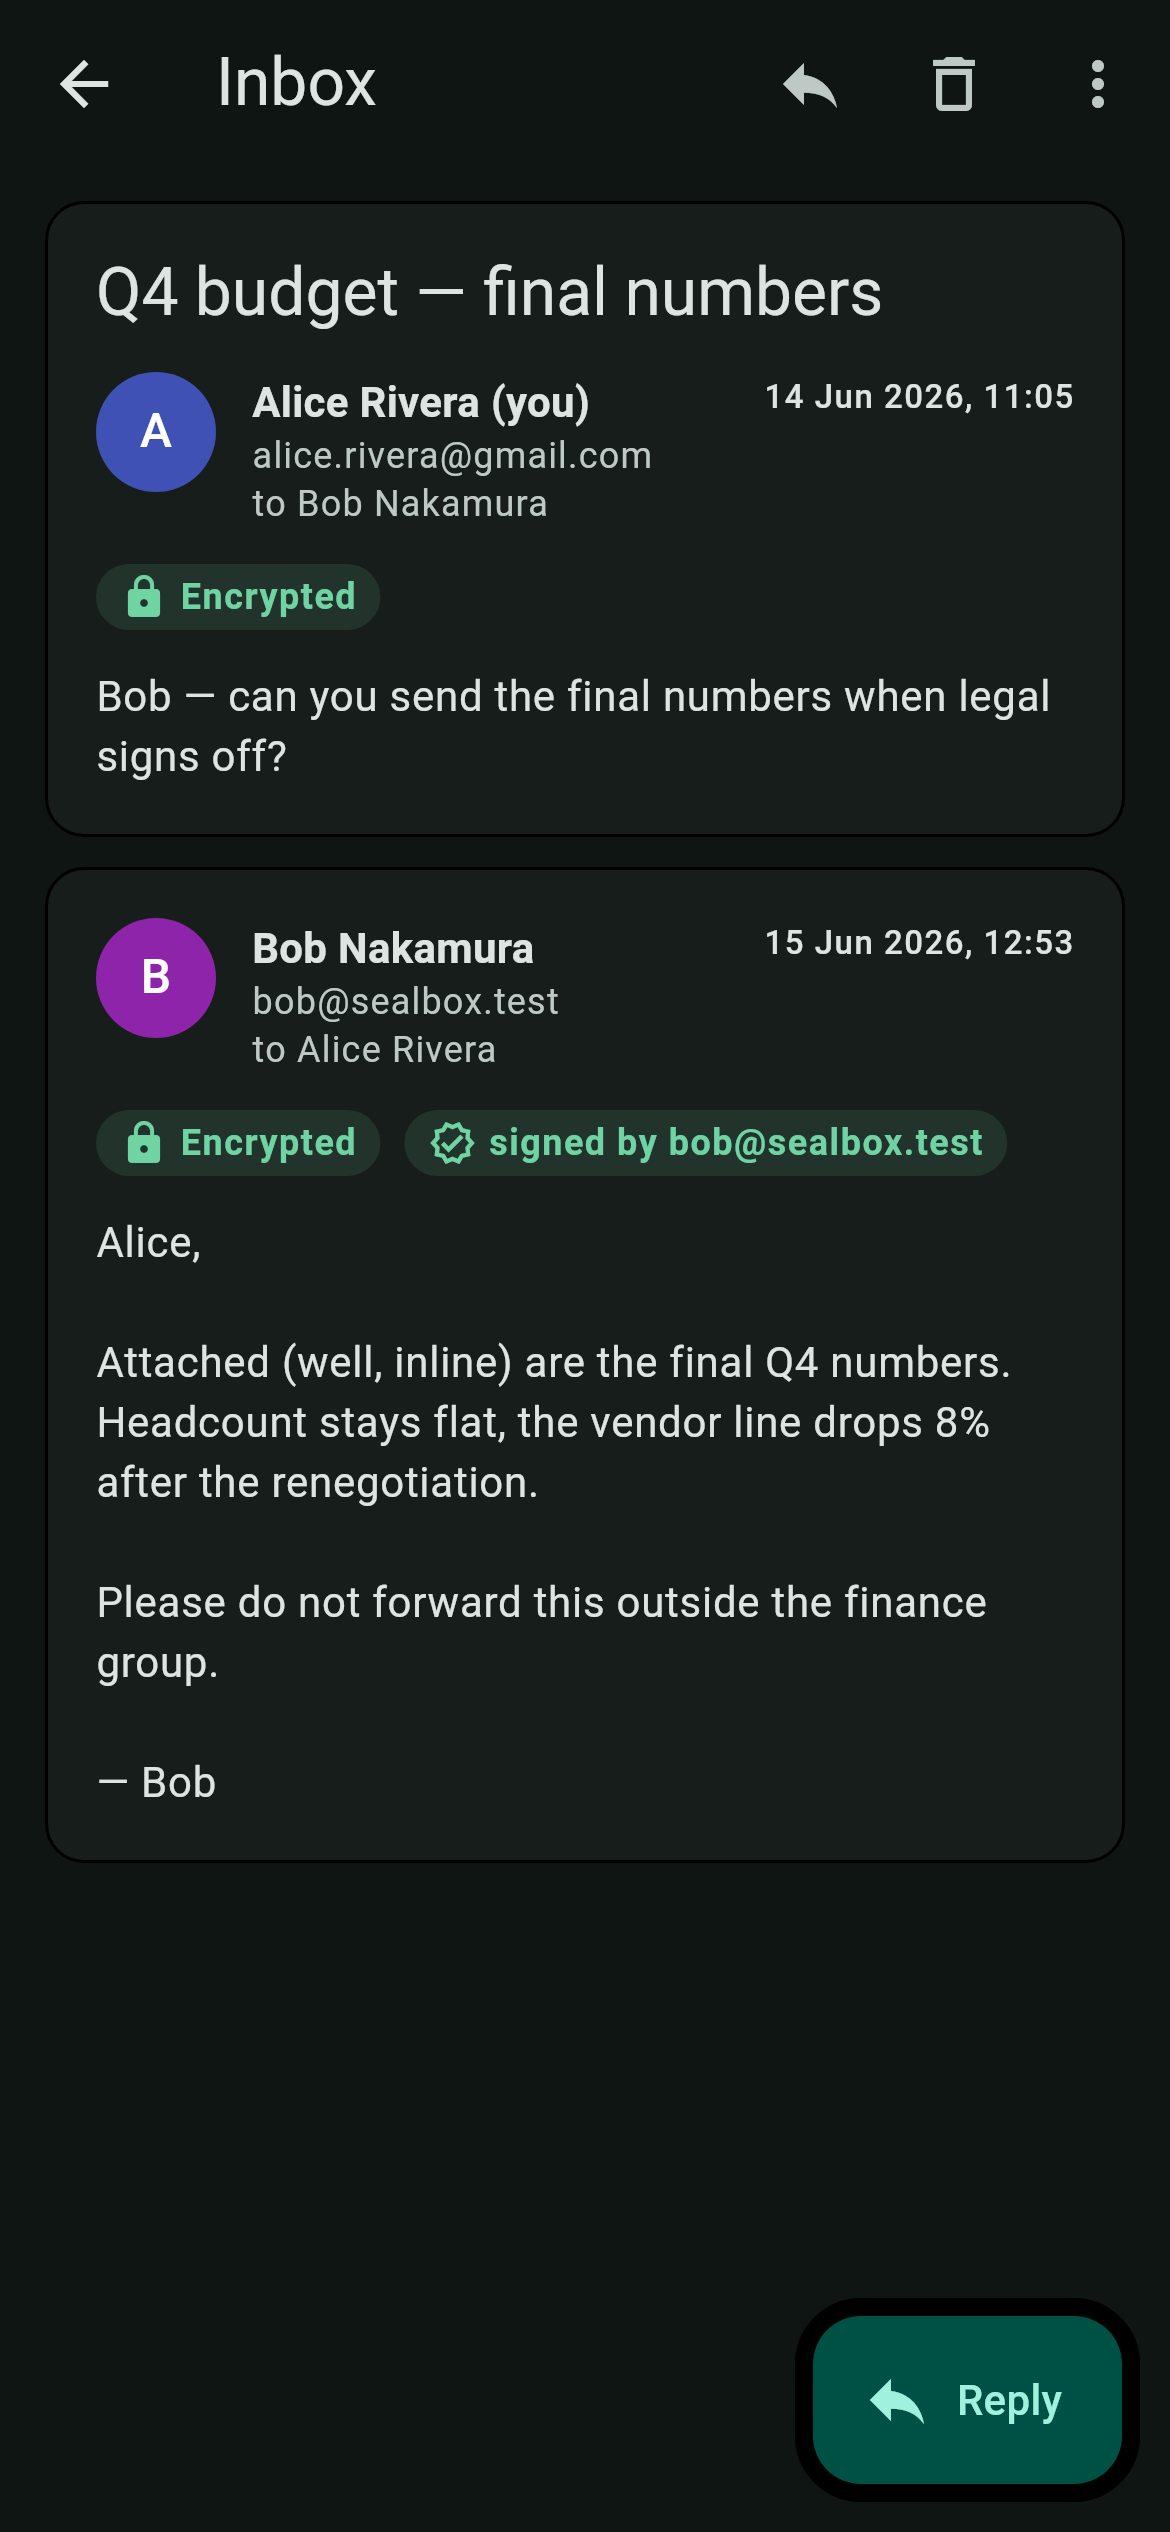 Inbox
Q4 budget — final numbers
A
Alice Rivera (you)
14 Jun 2026, 11:05
alice.rivera@gmail.com
to Bob Nakamura
Encrypted
Bob — can you send the final numbers when legal
signs off?
B
Bob Nakamura
15 Jun 2026, 12:53
bob@sealbox.test
to Alice Rivera
Encrypted
signed by bob@sealbox.test
Alice,
Attached (well, inline) are the final Q4 numbers.
Headcount stays flat, the vendor line drops 8%
after the renegotiation.
Please do not forward this outside the finance
group.
— Bob
Reply